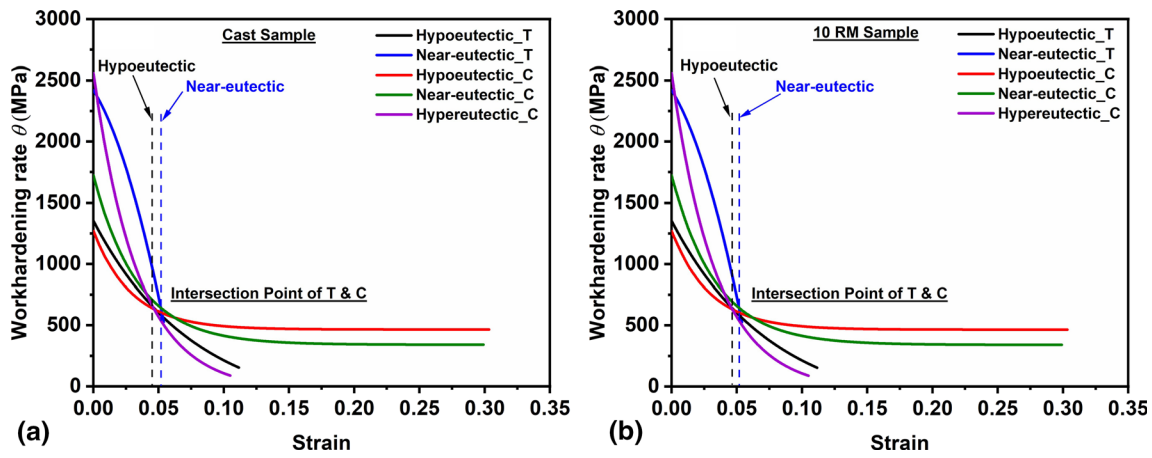 3000
2500
2000
1500
1000
500
0
Workhardening rate θ (MPa)
Cast Sample
Hypoeutectic_T
Near-eutectic_T
Hypoeutectic_C
Near-eutectic_C
Hypereutectic_C
Hypoeutectic
Near-eutectic
Intersection Point of T & C
0.00 0.05 0.10 0.15 0.20 0.25 0.30 0.35
Strain
(a)
3000
2500
2000
1500
1000
500
0
Workhardening rate θ (MPa)
10 RM Sample
Hypoeutectic_T
Near-eutectic_T
Hypoeutectic_C
Near-eutectic_C
Hypereutectic_C
Hypoeutectic
Near-eutectic
Intersection Point of T & C
0.00 0.05 0.10 0.15 0.20 0.25 0.30 0.35
Strain
(b)